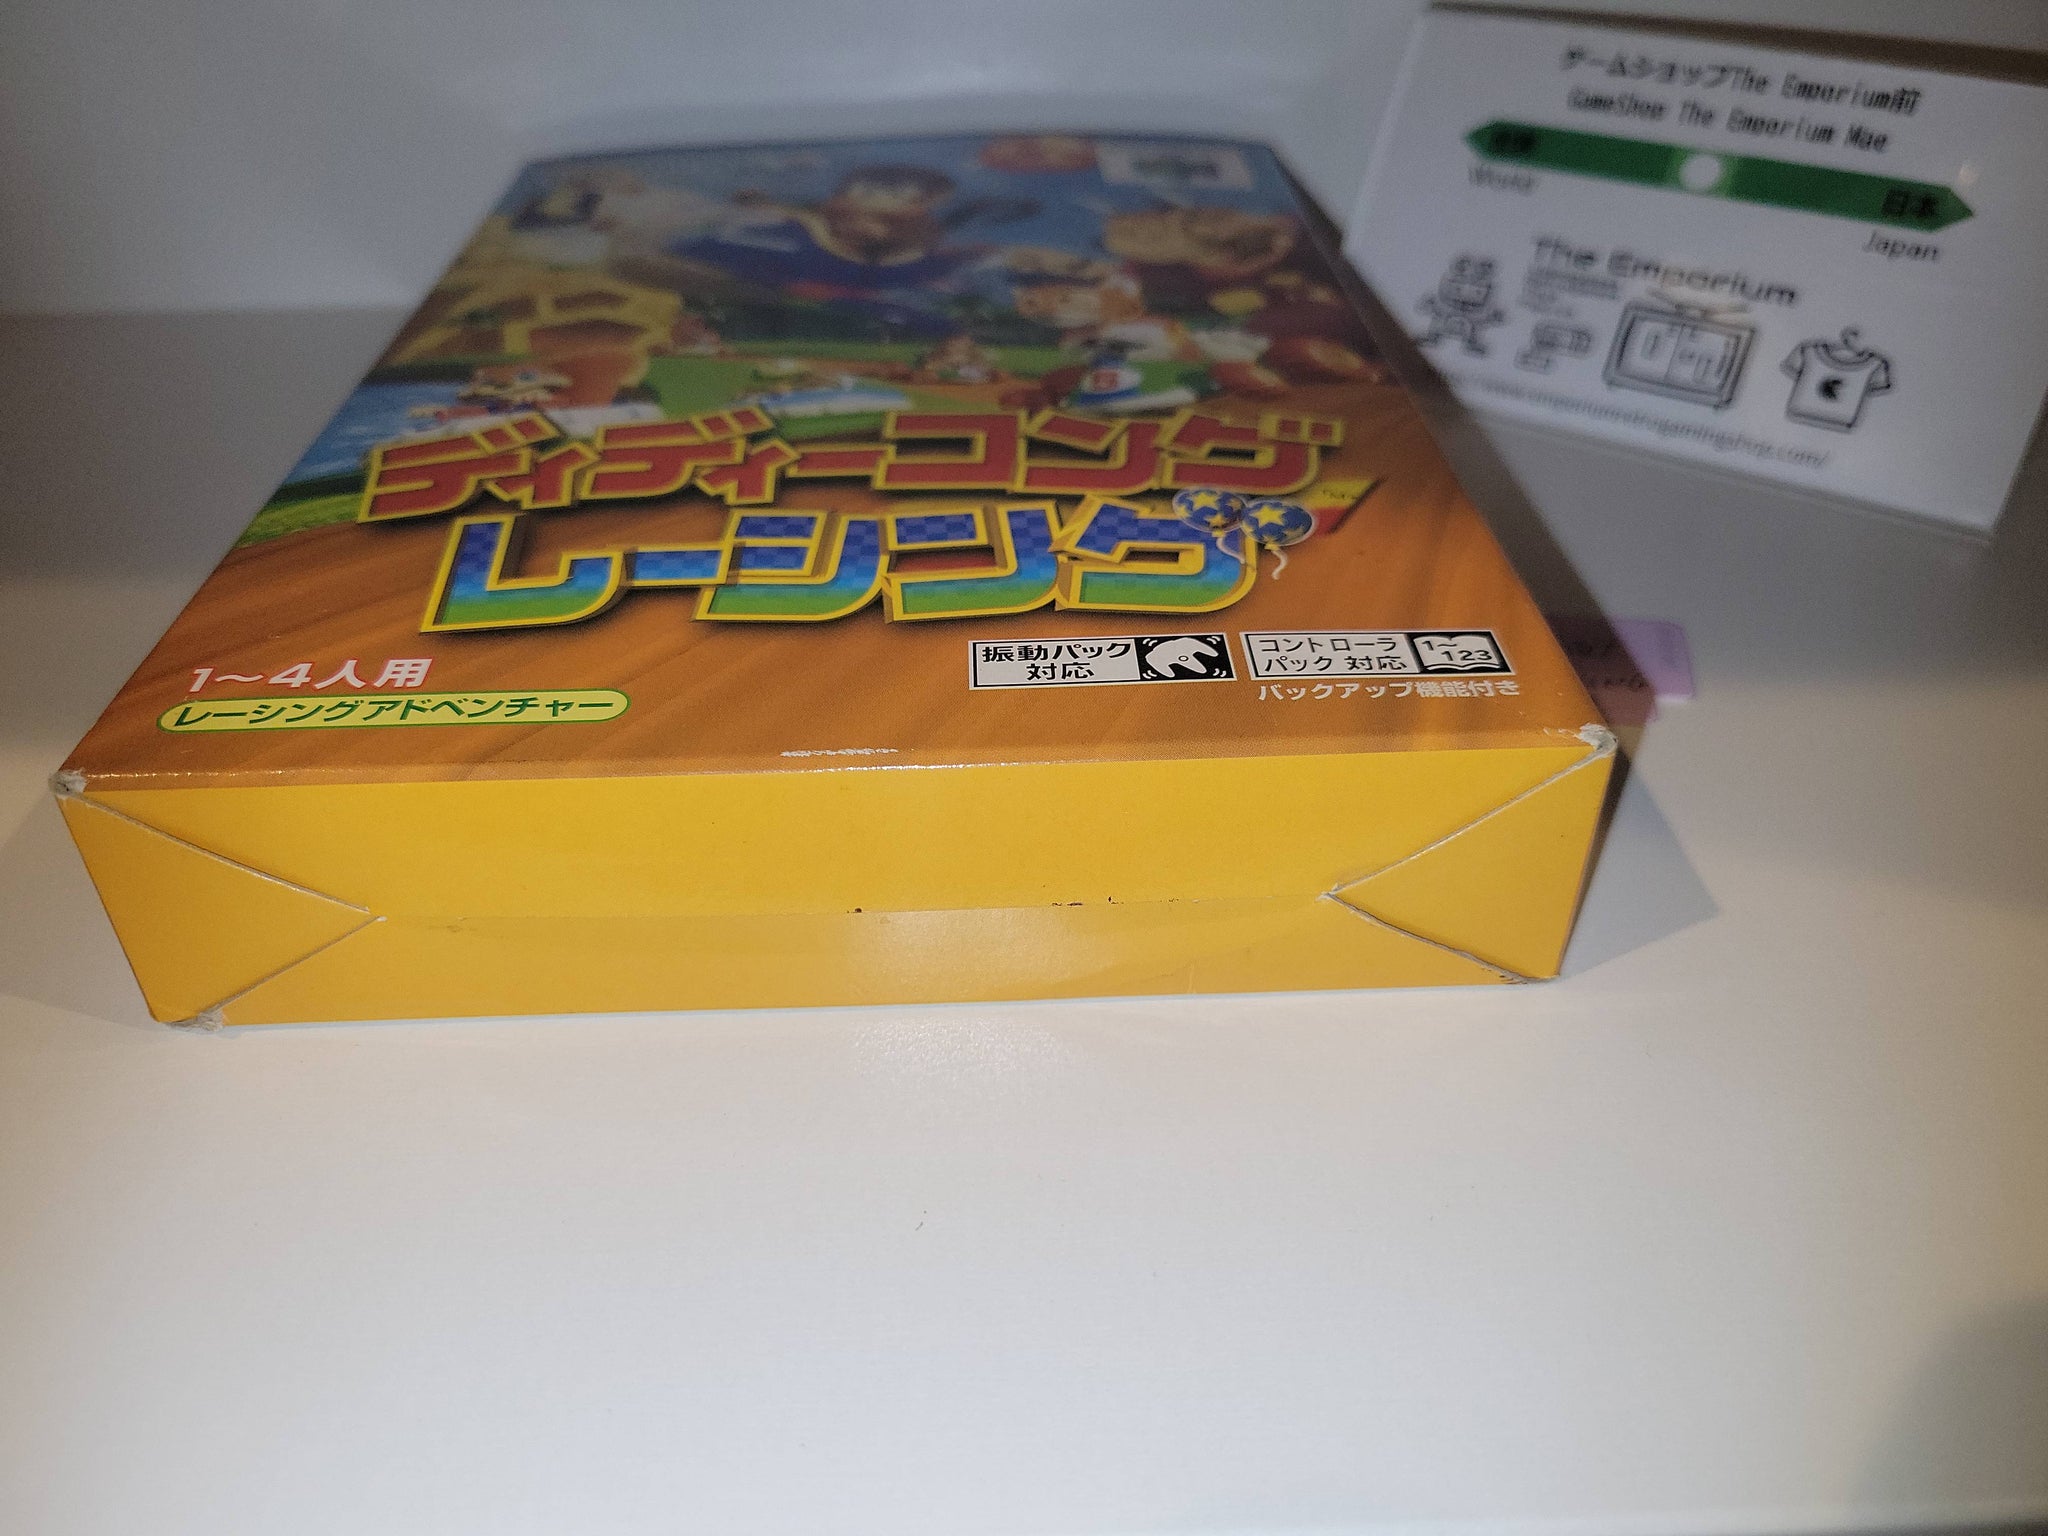 ゲームショップThe Emporium前
GameShop The Emporium Mae
日本
World
Japan
The Emporium
ディディーコング
レーシング
1〜4人用
レーシングアドベンチャー
振動パック
対応
コントローラ
パック 対応
1〜
123
バックアップ機能付き